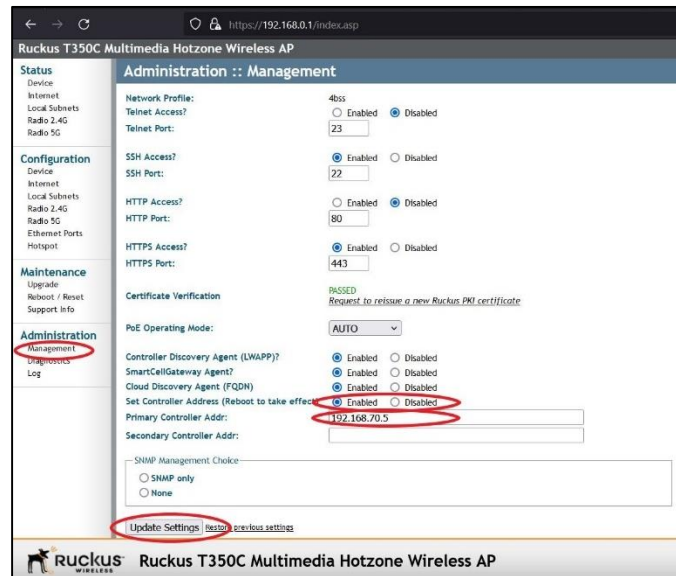 https://192.168.0.1/index.asp
Ruckus T350C Multimedia Hotzone Wireless AP
Status
Device
Internet
Local Subnets
Radio 2.4G
Radio 5G
Configuration
Device
Internet
Local Subnets
Radio 2.4G
Radio 5G
Ethernet Ports
Hotspot
Maintenance
Upgrade
Reboot / Reset
Support Info
Administration
Management
Diagnostics
Log
Administration :: Management
Network Profile: 4bss
Telnet Access? Enabled Disabled
Telnet Port: 23
SSH Access? Enabled Disabled
SSH Port: 22
HTTP Access? Enabled Disabled
HTTP Port: 80
HTTPS Access? Enabled Disabled
HTTPS Port: 443
Certificate Verification PASSED
Request to reissue a new Ruckus PKI certificate
PoE Operating Mode: AUTO
Controller Discovery Agent (LWAPP)? Enabled Disabled
SmartCellGateway Agent? Enabled Disabled
Cloud Discovery Agent (FQDN) Enabled Disabled
Set Controller Address (Reboot to take effect) Enabled Disabled
Primary Controller Addr: 192.168.70.5
Secondary Controller Addr:
SNMP Management Choice
SNMP only
None
Update Settings Restore previous settings
RUCKUS WIRELESS Ruckus T350C Multimedia Hotzone Wireless AP